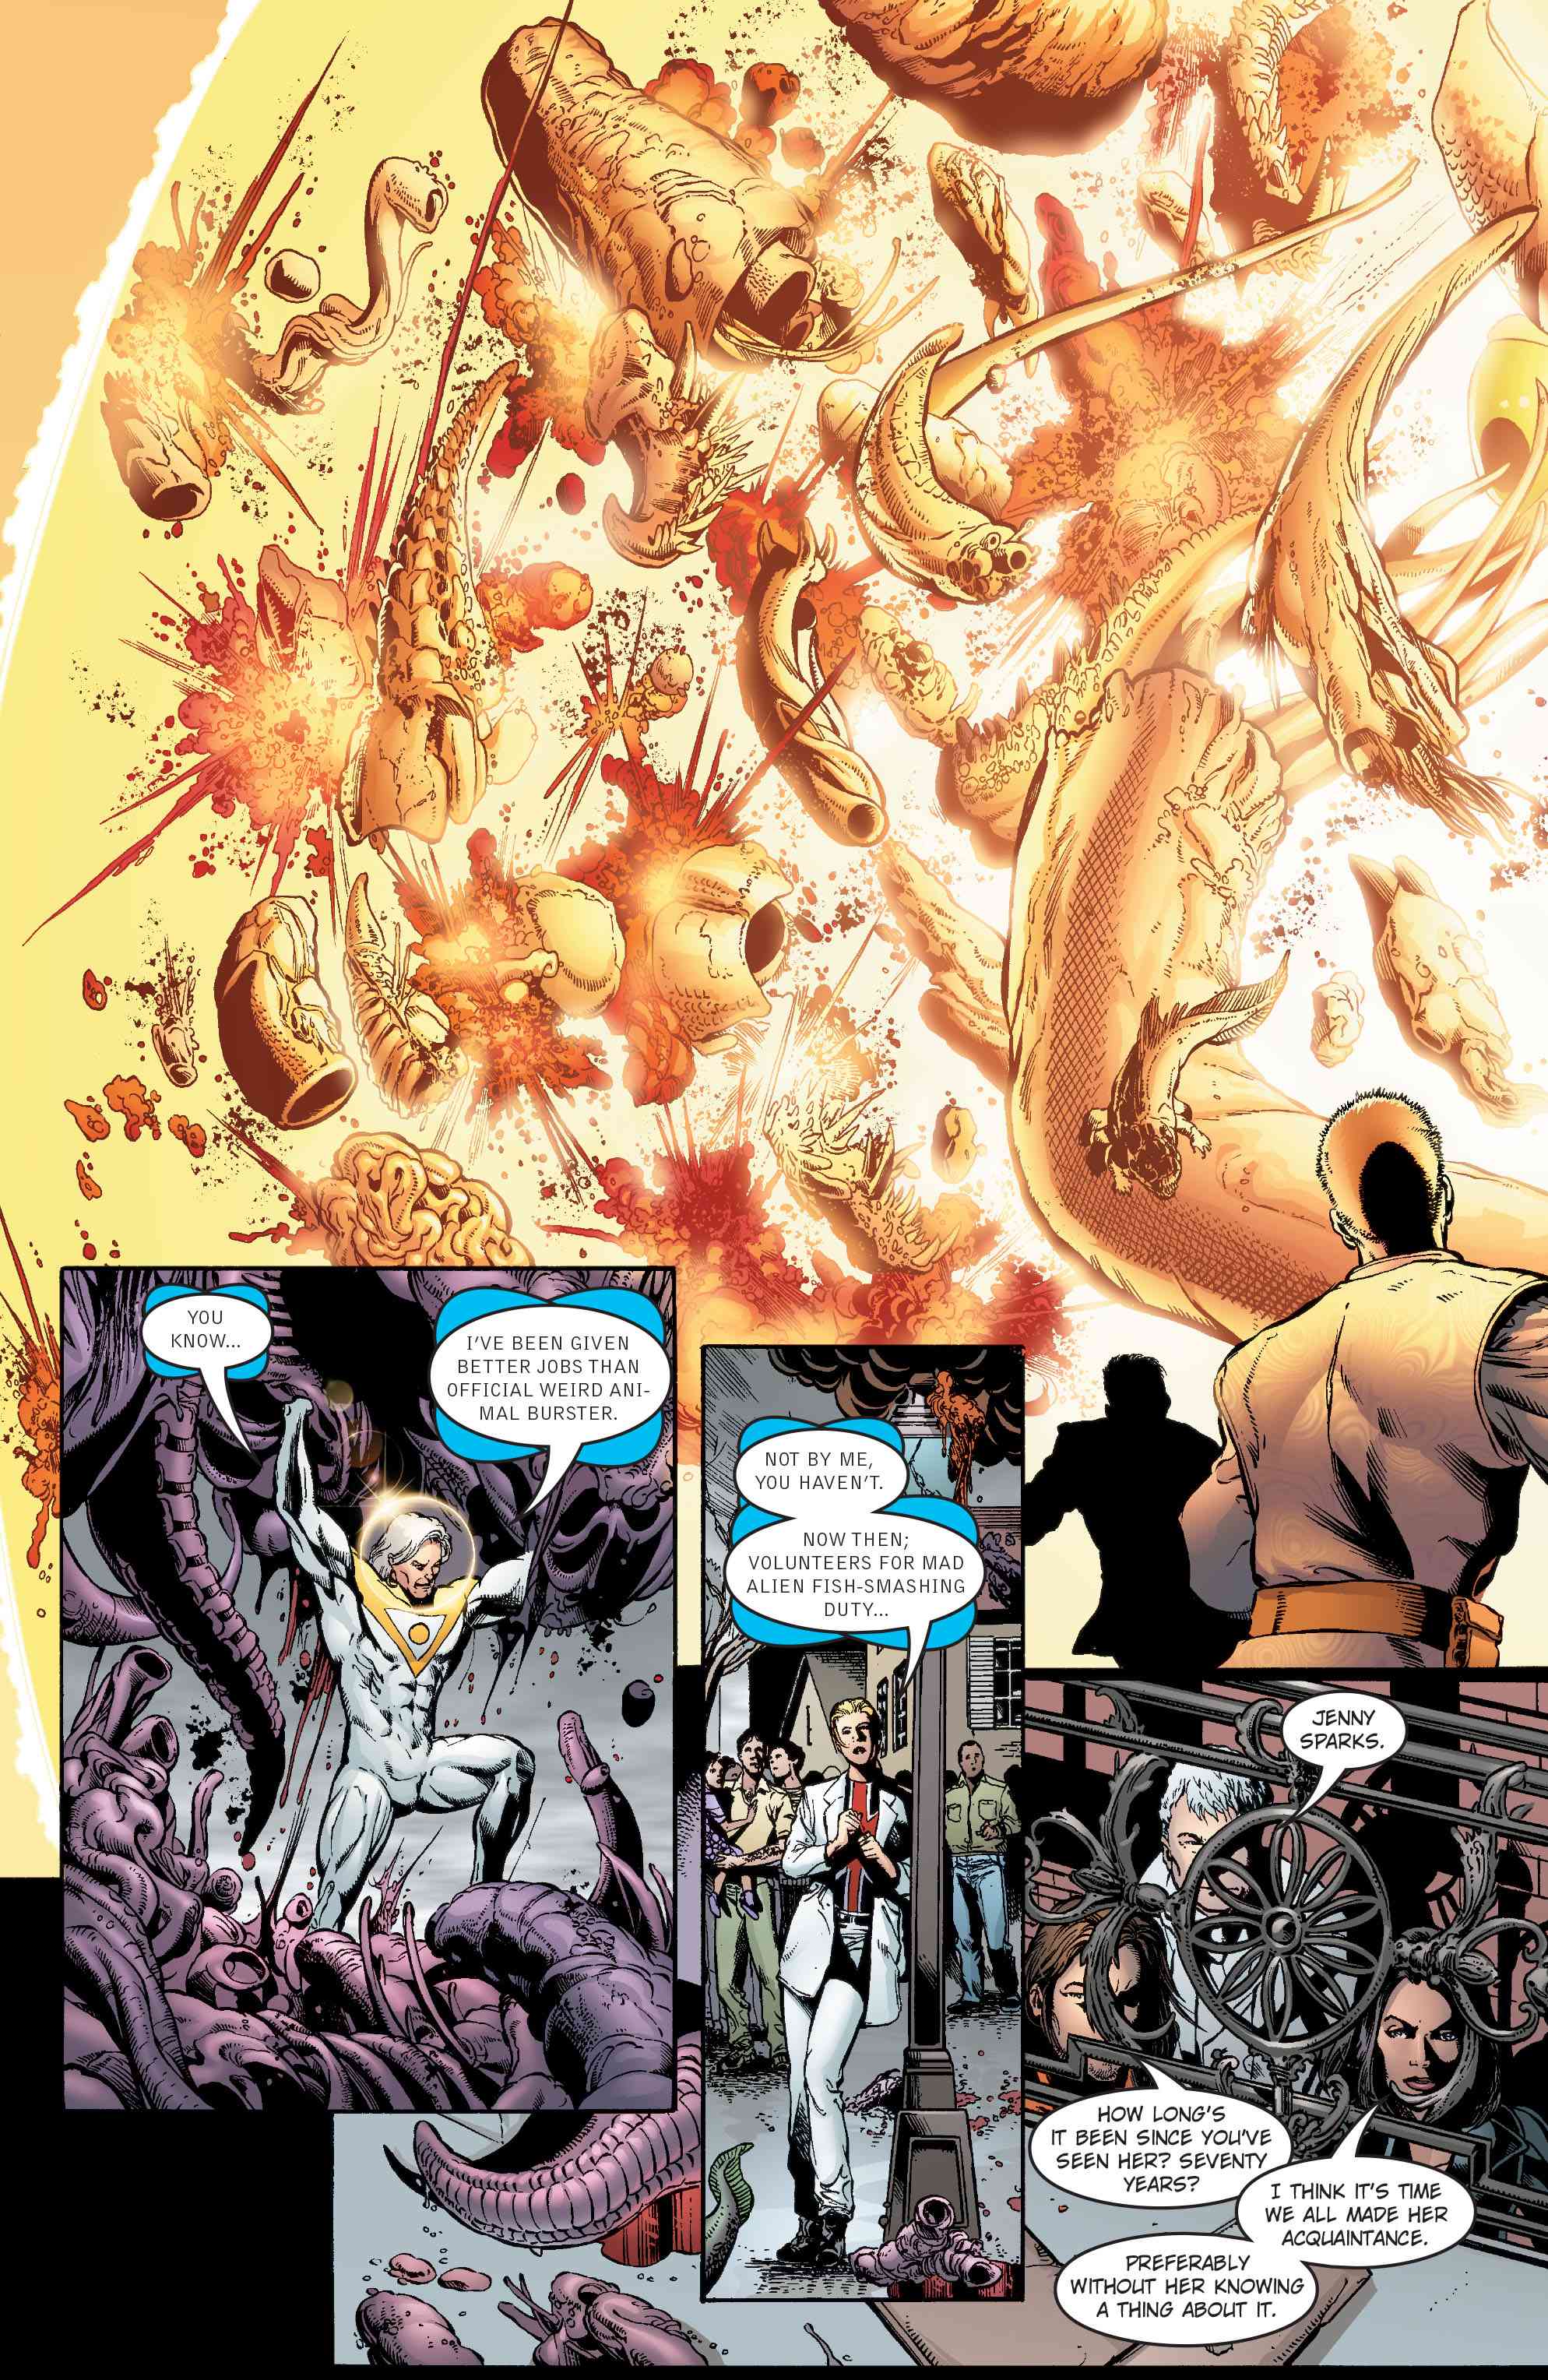 YOU
KNOW...
I'VE BEEN GIVEN
BETTER JOBS THAN
OFFICIAL WEIRD ANI-
MAL BURSTER.
NOT BY ME,
YOU HAVEN'T.
NOW THEN;
VOLUNTEERS FOR MAD
ALIEN FISH-SMASHING
DUTY...
JENNY
SPARKS.
HOW LONG'S
IT BEEN SINCE YOU'VE
SEEN HER? SEVENTY
YEARS?
I THINK IT'S TIME
WE ALL MADE HER
ACQUAINTANCE.
PREFERABLY
WITHOUT HER KNOWING
A THING ABOUT IT.